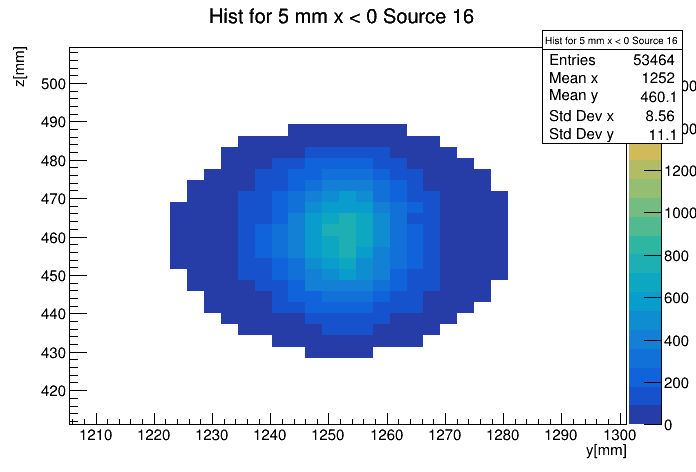 Hist for 5 mm x < 0 Source 16
z[mm]
Hist for 5 mm x < 0 Source 16
Entries 53464
Mean x 1252
Mean y 460.1
Std Dev x 8.56
Std Dev y 11.1
500
490
480
470
460
450
440
430
420
1210 1220 1230 1240 1250 1260 1270 1280 1290 1300
y[mm]
00
1200
1000
800
600
400
200
0